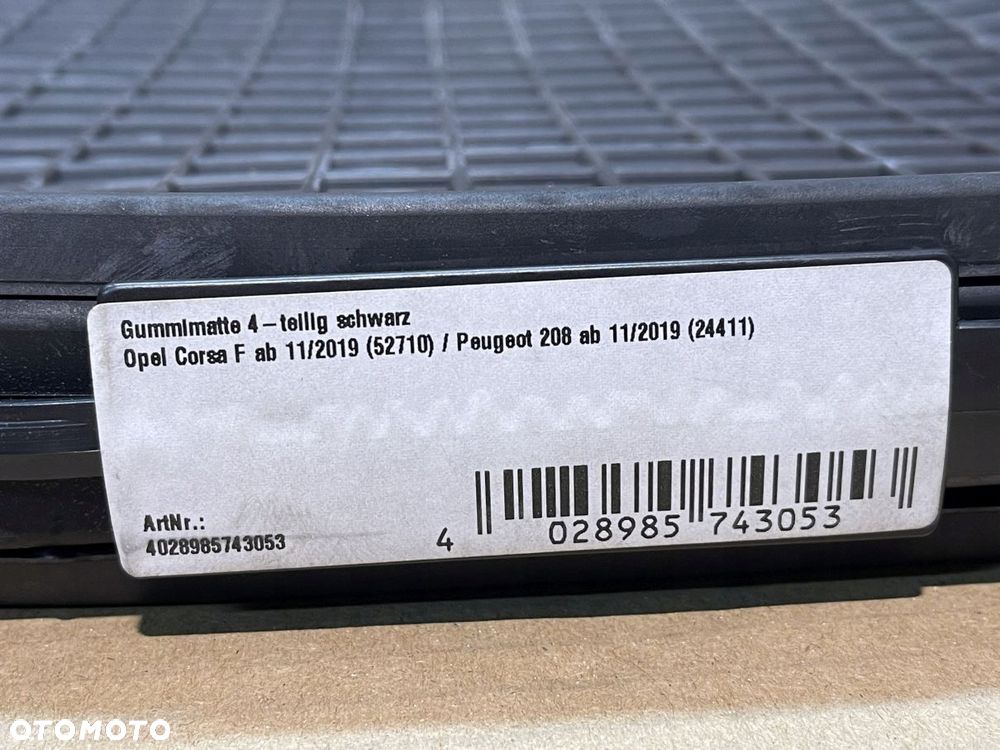 Gummimatte 4-teilig schwarz
Opel Corsa F ab 11/2019 (52710) / Peugeot 208 ab 11/2019 (24411)
ArtNr.:
4028985743053
4 028985 743053
OTOMOTO